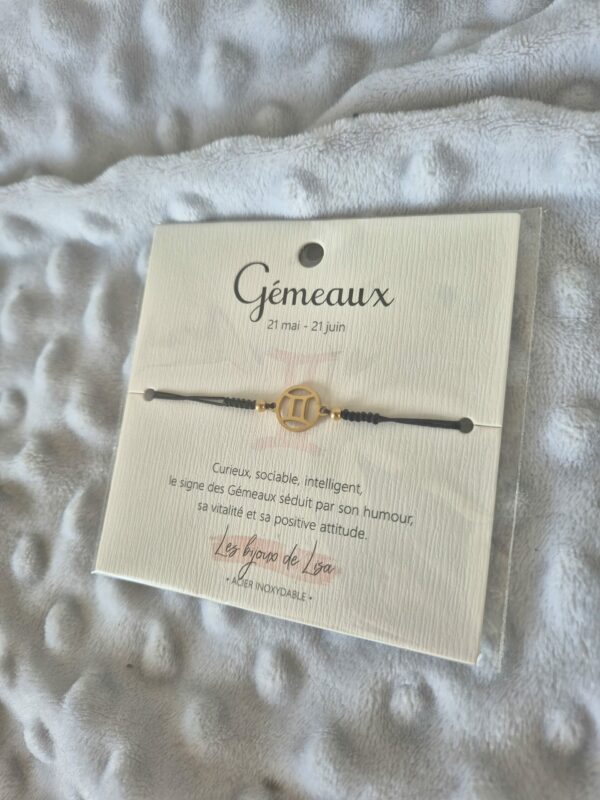 Gémeaux
21 mai - 21 juin
Curieux, sociable, intelligent,
le signe des Gémeaux séduit par son humour,
sa vitalité et sa positive attitude.
Les bijoux de Lisa
• ACIER INOXYDABLE •